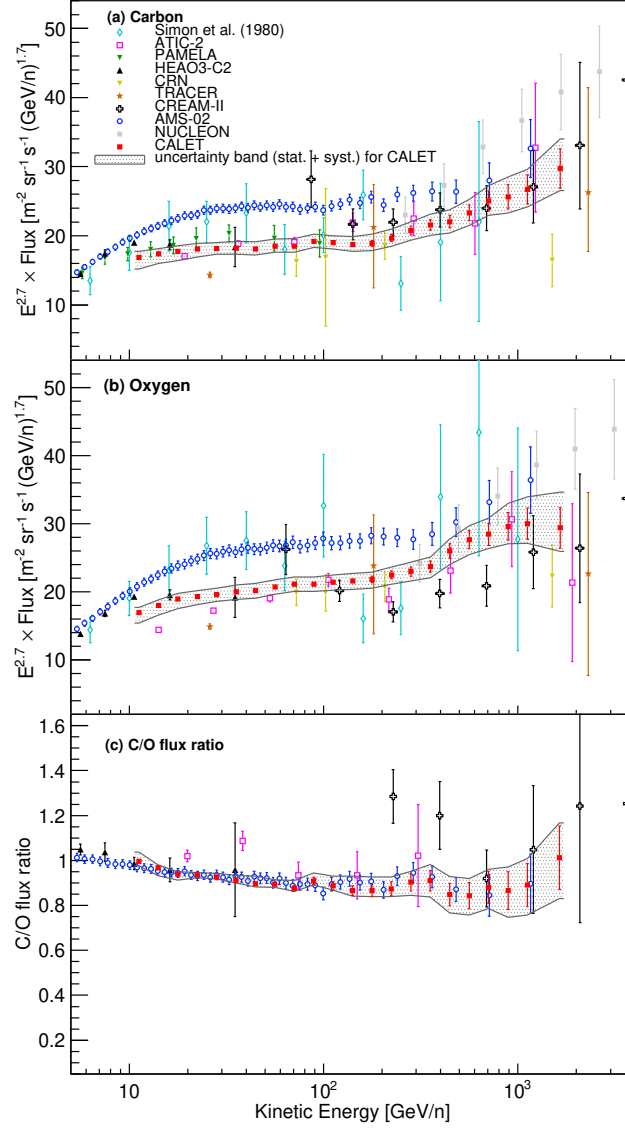 (a) Carbon
Simon et al. (1980)
ATIC-2
PAMELA
HEAO3-C2
CRN
TRACER
CREAM-II
AMS-02
NUCLEON
CALET
uncertainty band (stat. + syst.) for CALET
E^2.7 × Flux [m^-2 sr^-1 s^-1 (GeV/n)^1.7]
50
40
30
20
10
(b) Oxygen
E^2.7 × Flux [m^-2 sr^-1 s^-1 (GeV/n)^1.7]
50
40
30
20
10
(c) C/O flux ratio
C/O flux ratio
1.6
1.4
1.2
1
0.8
0.6
0.4
0.2
10 10^2 10^3
Kinetic Energy [GeV/n]